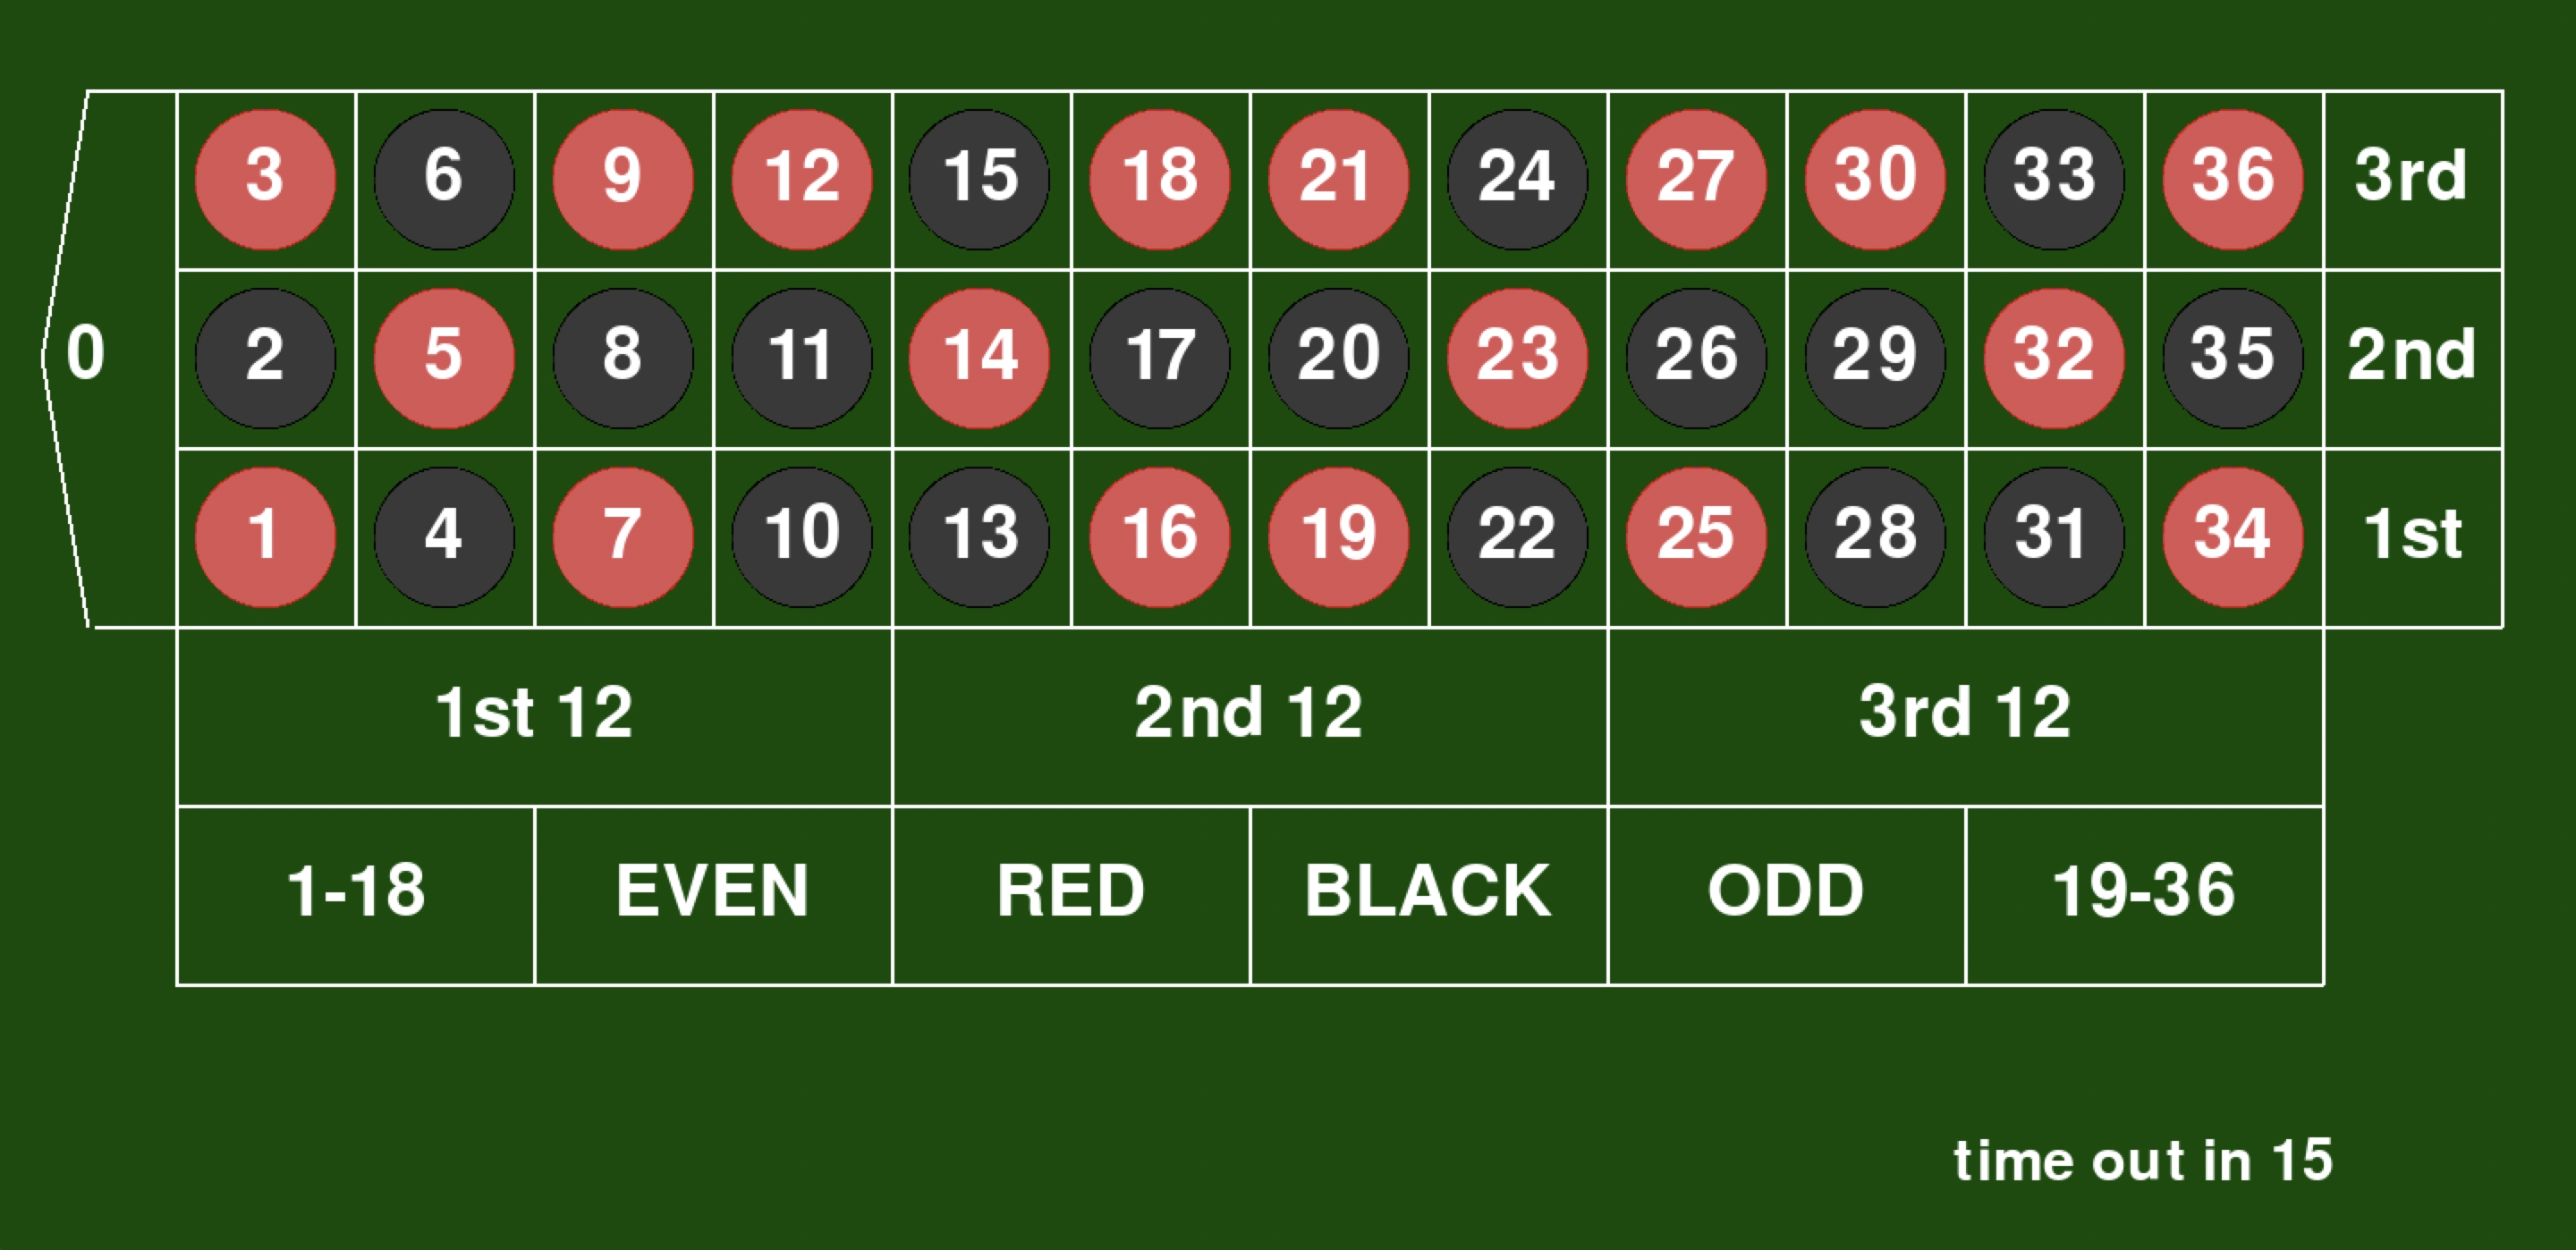 3 6 9 12 15 18 21 24 27 30 33 36 3rd
0 2 5 8 11 14 17 20 23 26 29 32 35 2nd
1 4 7 10 13 16 19 22 25 28 31 34 1st
1st 12 2nd 12 3rd 12
1-18 EVEN RED BLACK ODD 19-36
time out in 15